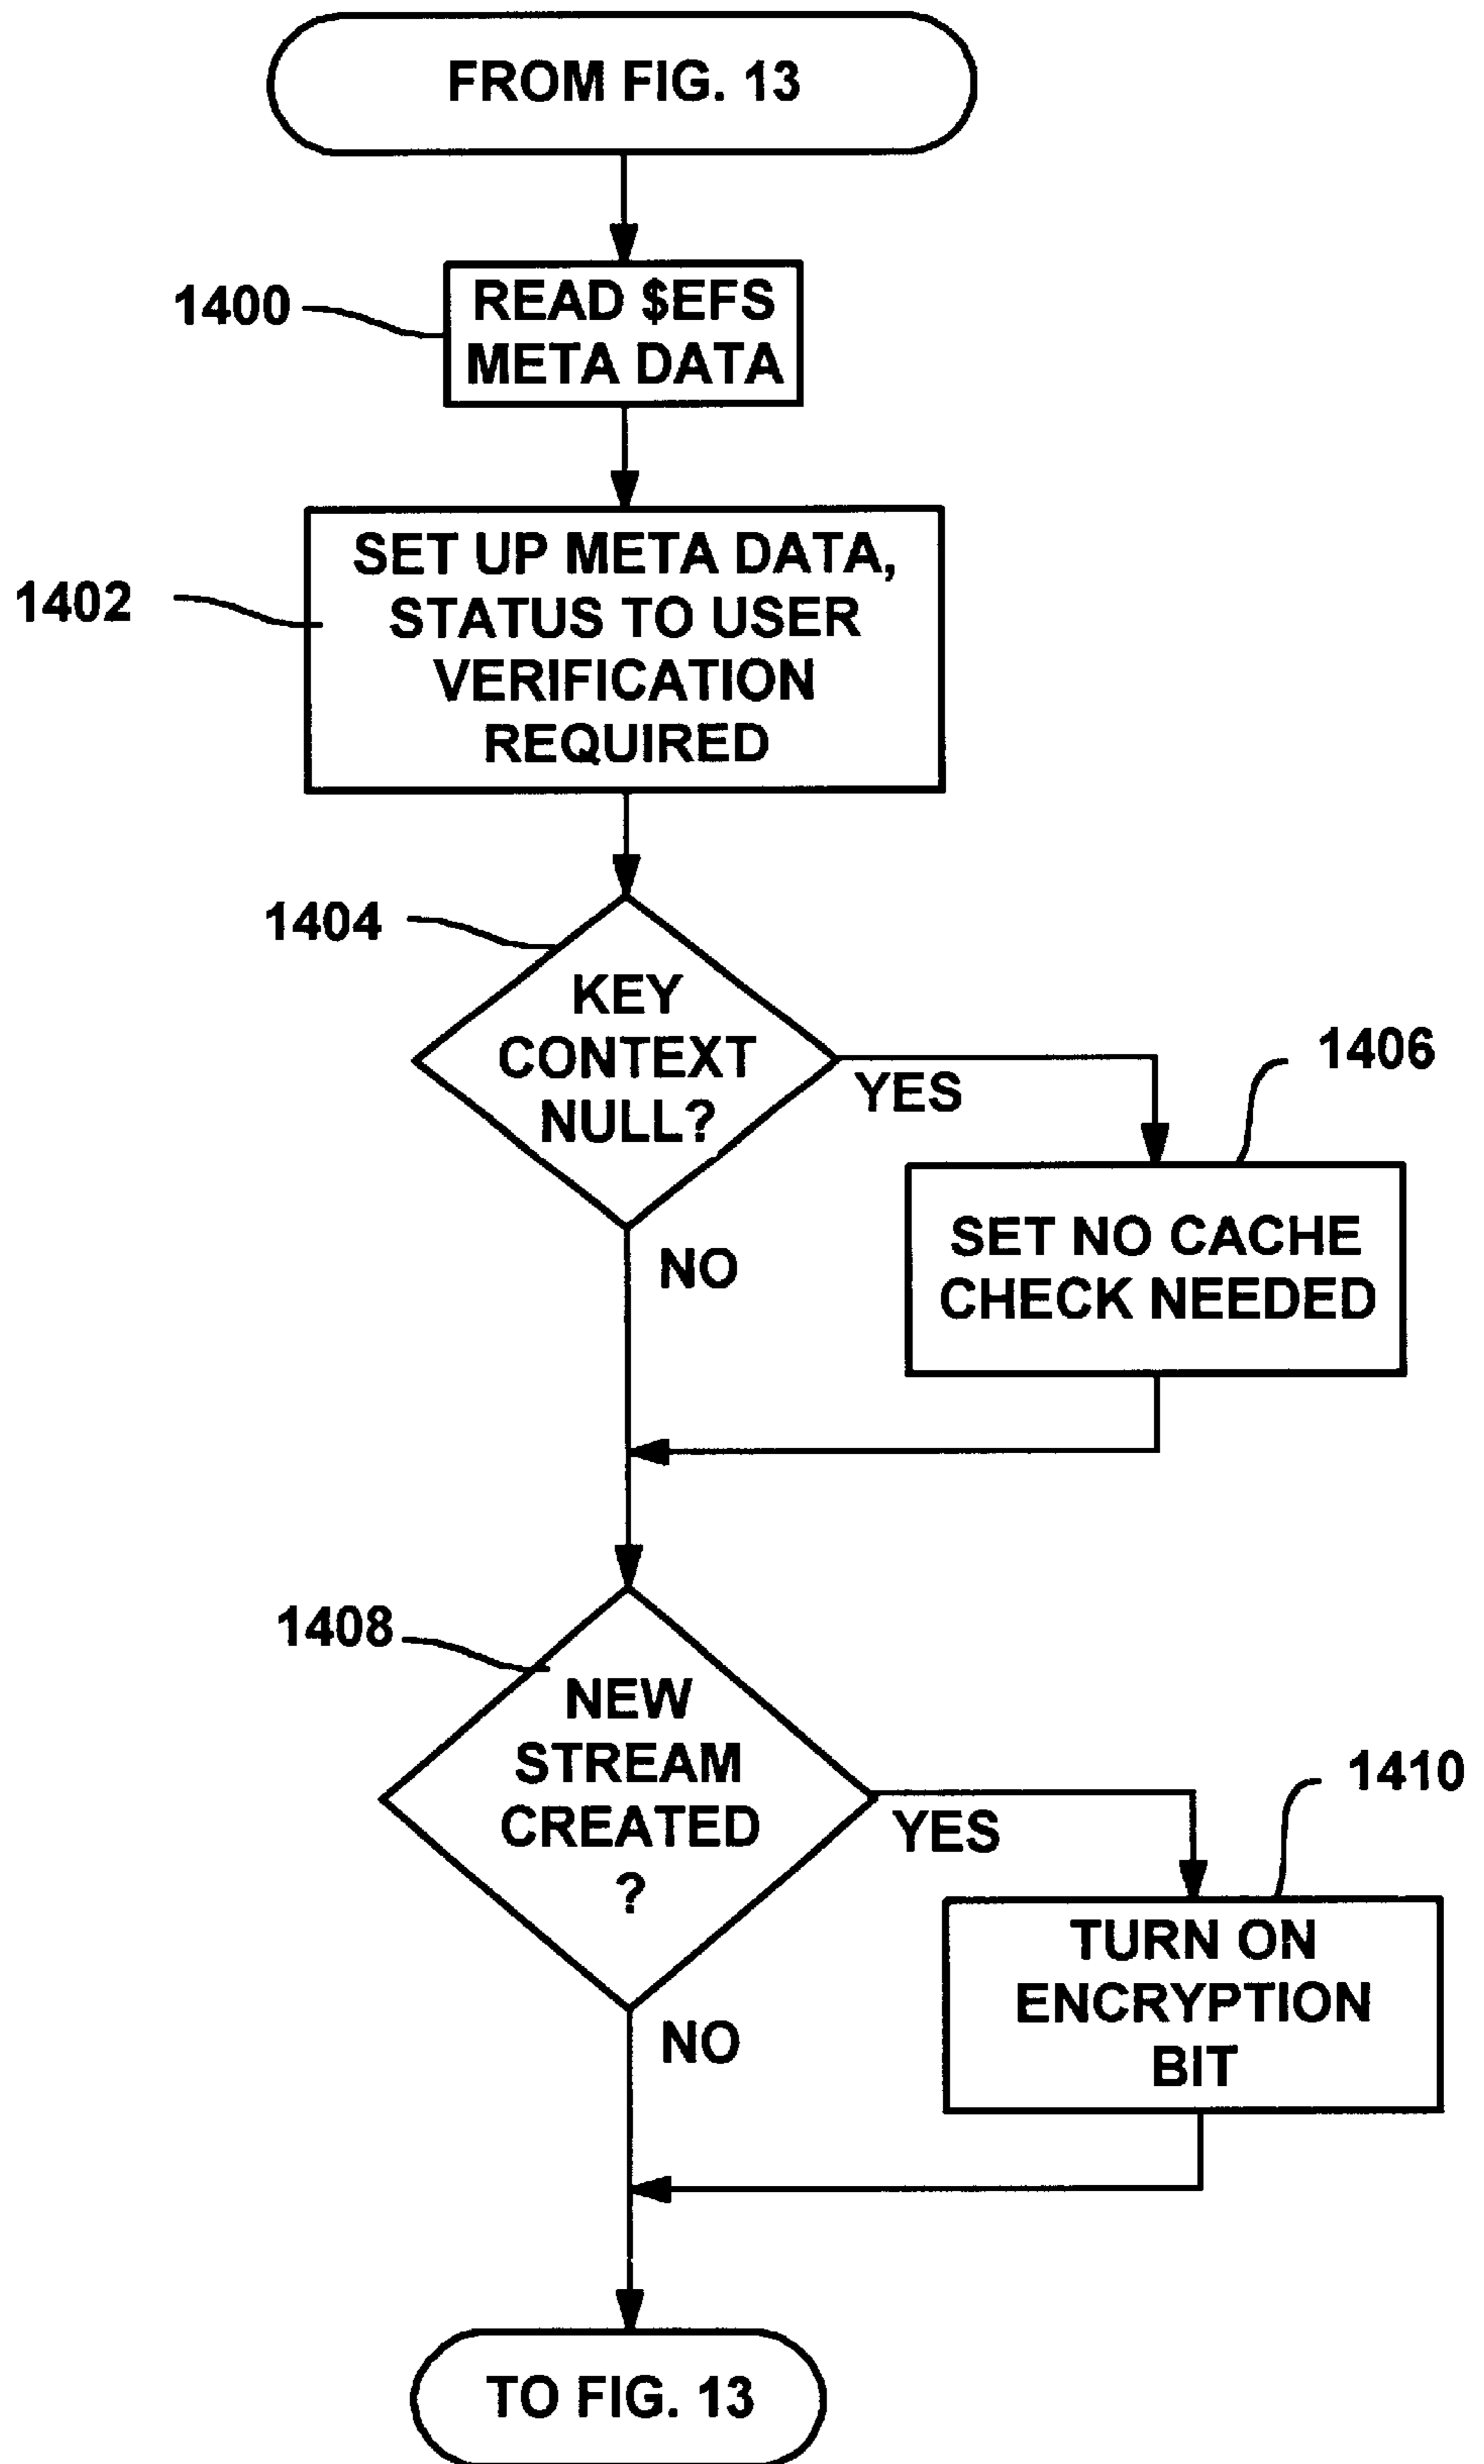 FROM FIG. 13
1400
READ $EFS
META DATA
1402
SET UP META DATA,
STATUS TO USER
VERIFICATION
REQUIRED
1404
KEY
CONTEXT
NULL?
YES
NO
1406
SET NO CACHE
CHECK NEEDED
1408
NEW
STREAM
CREATED
?
YES
NO
1410
TURN ON
ENCRYPTION
BIT
TO FIG. 13